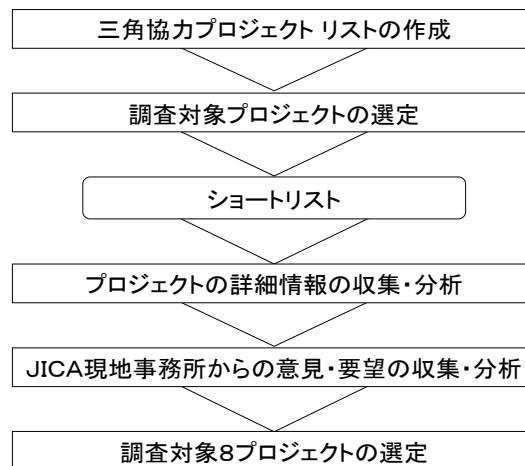 三角協力プロジェクト リストの作成
調査対象プロジェクトの選定
ショートリスト
プロジェクトの詳細情報の収集・分析
JICA現地事務所からの意見・要望の収集・分析
調査対象8プロジェクトの選定